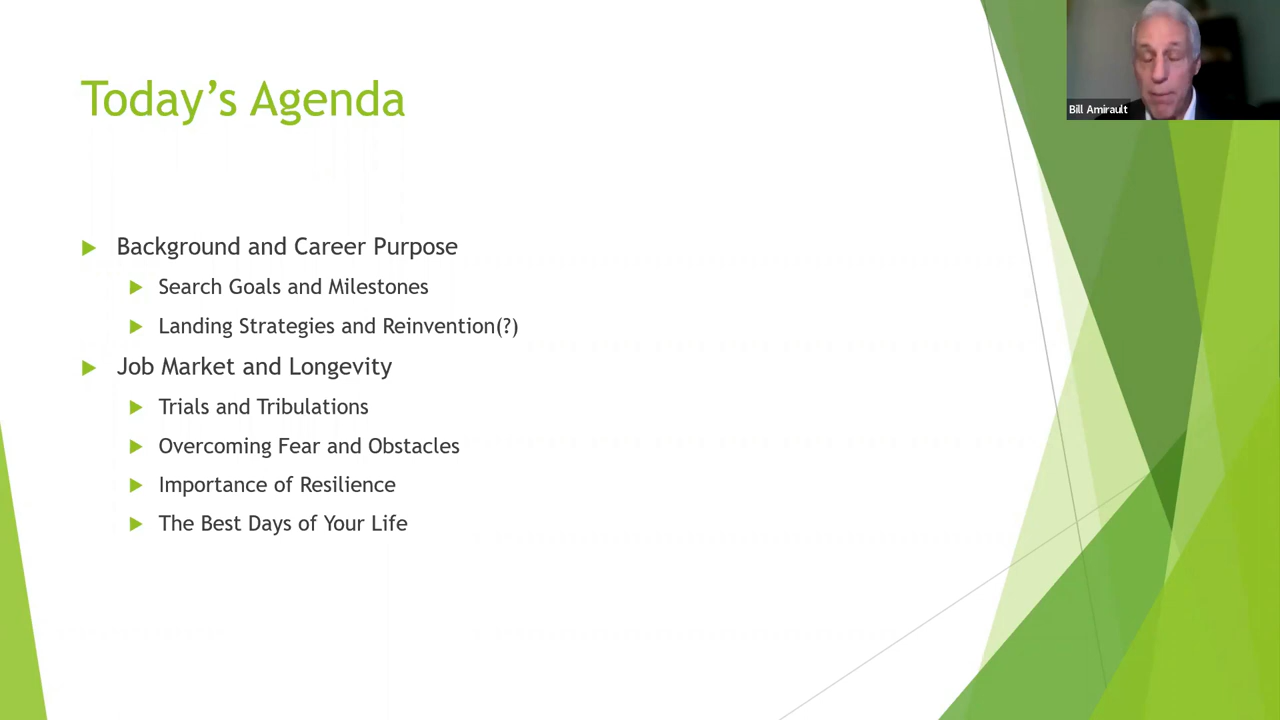 Today’s Agenda
Bill Amirault
Background and Career Purpose
Search Goals and Milestones
Landing Strategies and Reinvention(?)
Job Market and Longevity
Trials and Tribulations
Overcoming Fear and Obstacles
Importance of Resilience
The Best Days of Your Life